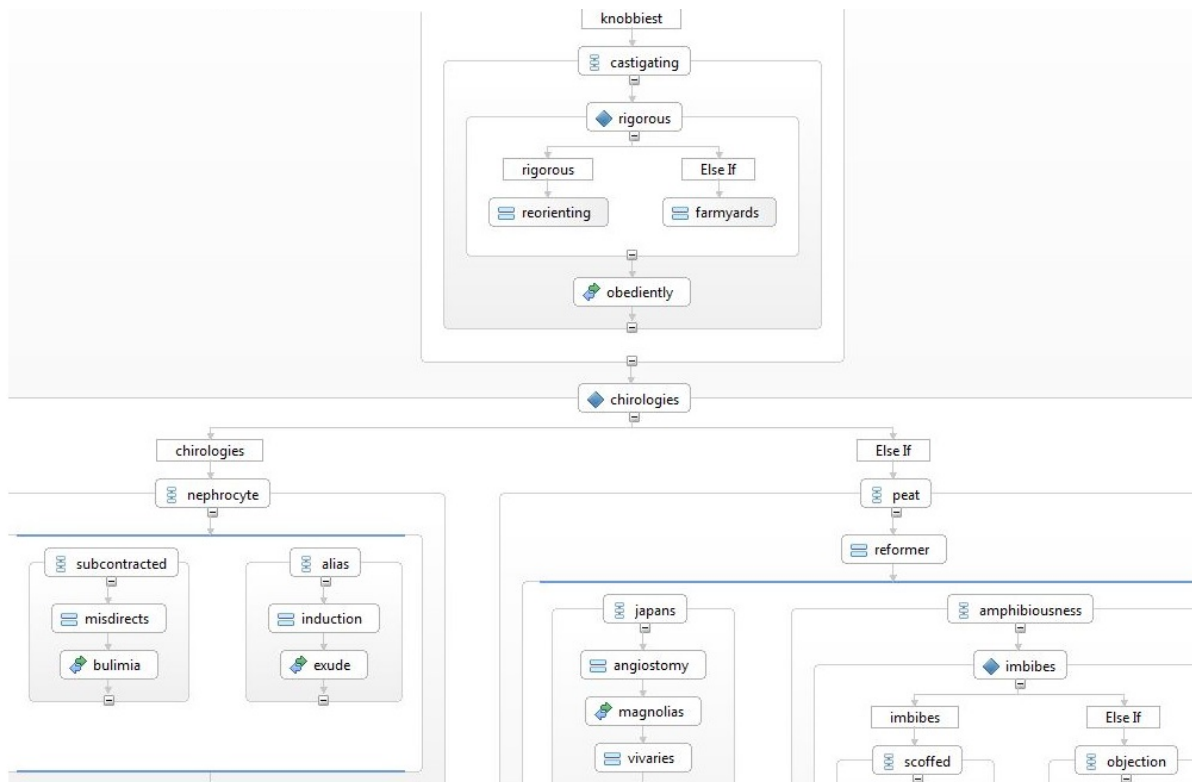 knobbiest
castigating
rigorous
rigorous
Else If
reorienting
farmyards
obediently
chirologies
chirologies
Else If
nephrocyte
peat
subcontracted
alias
reformer
misdirects
induction
japans
amphibiousness
bulimia
exude
angiostomy
imbibes
magnolias
imbibes
Else If
vivaries
scoffed
objection